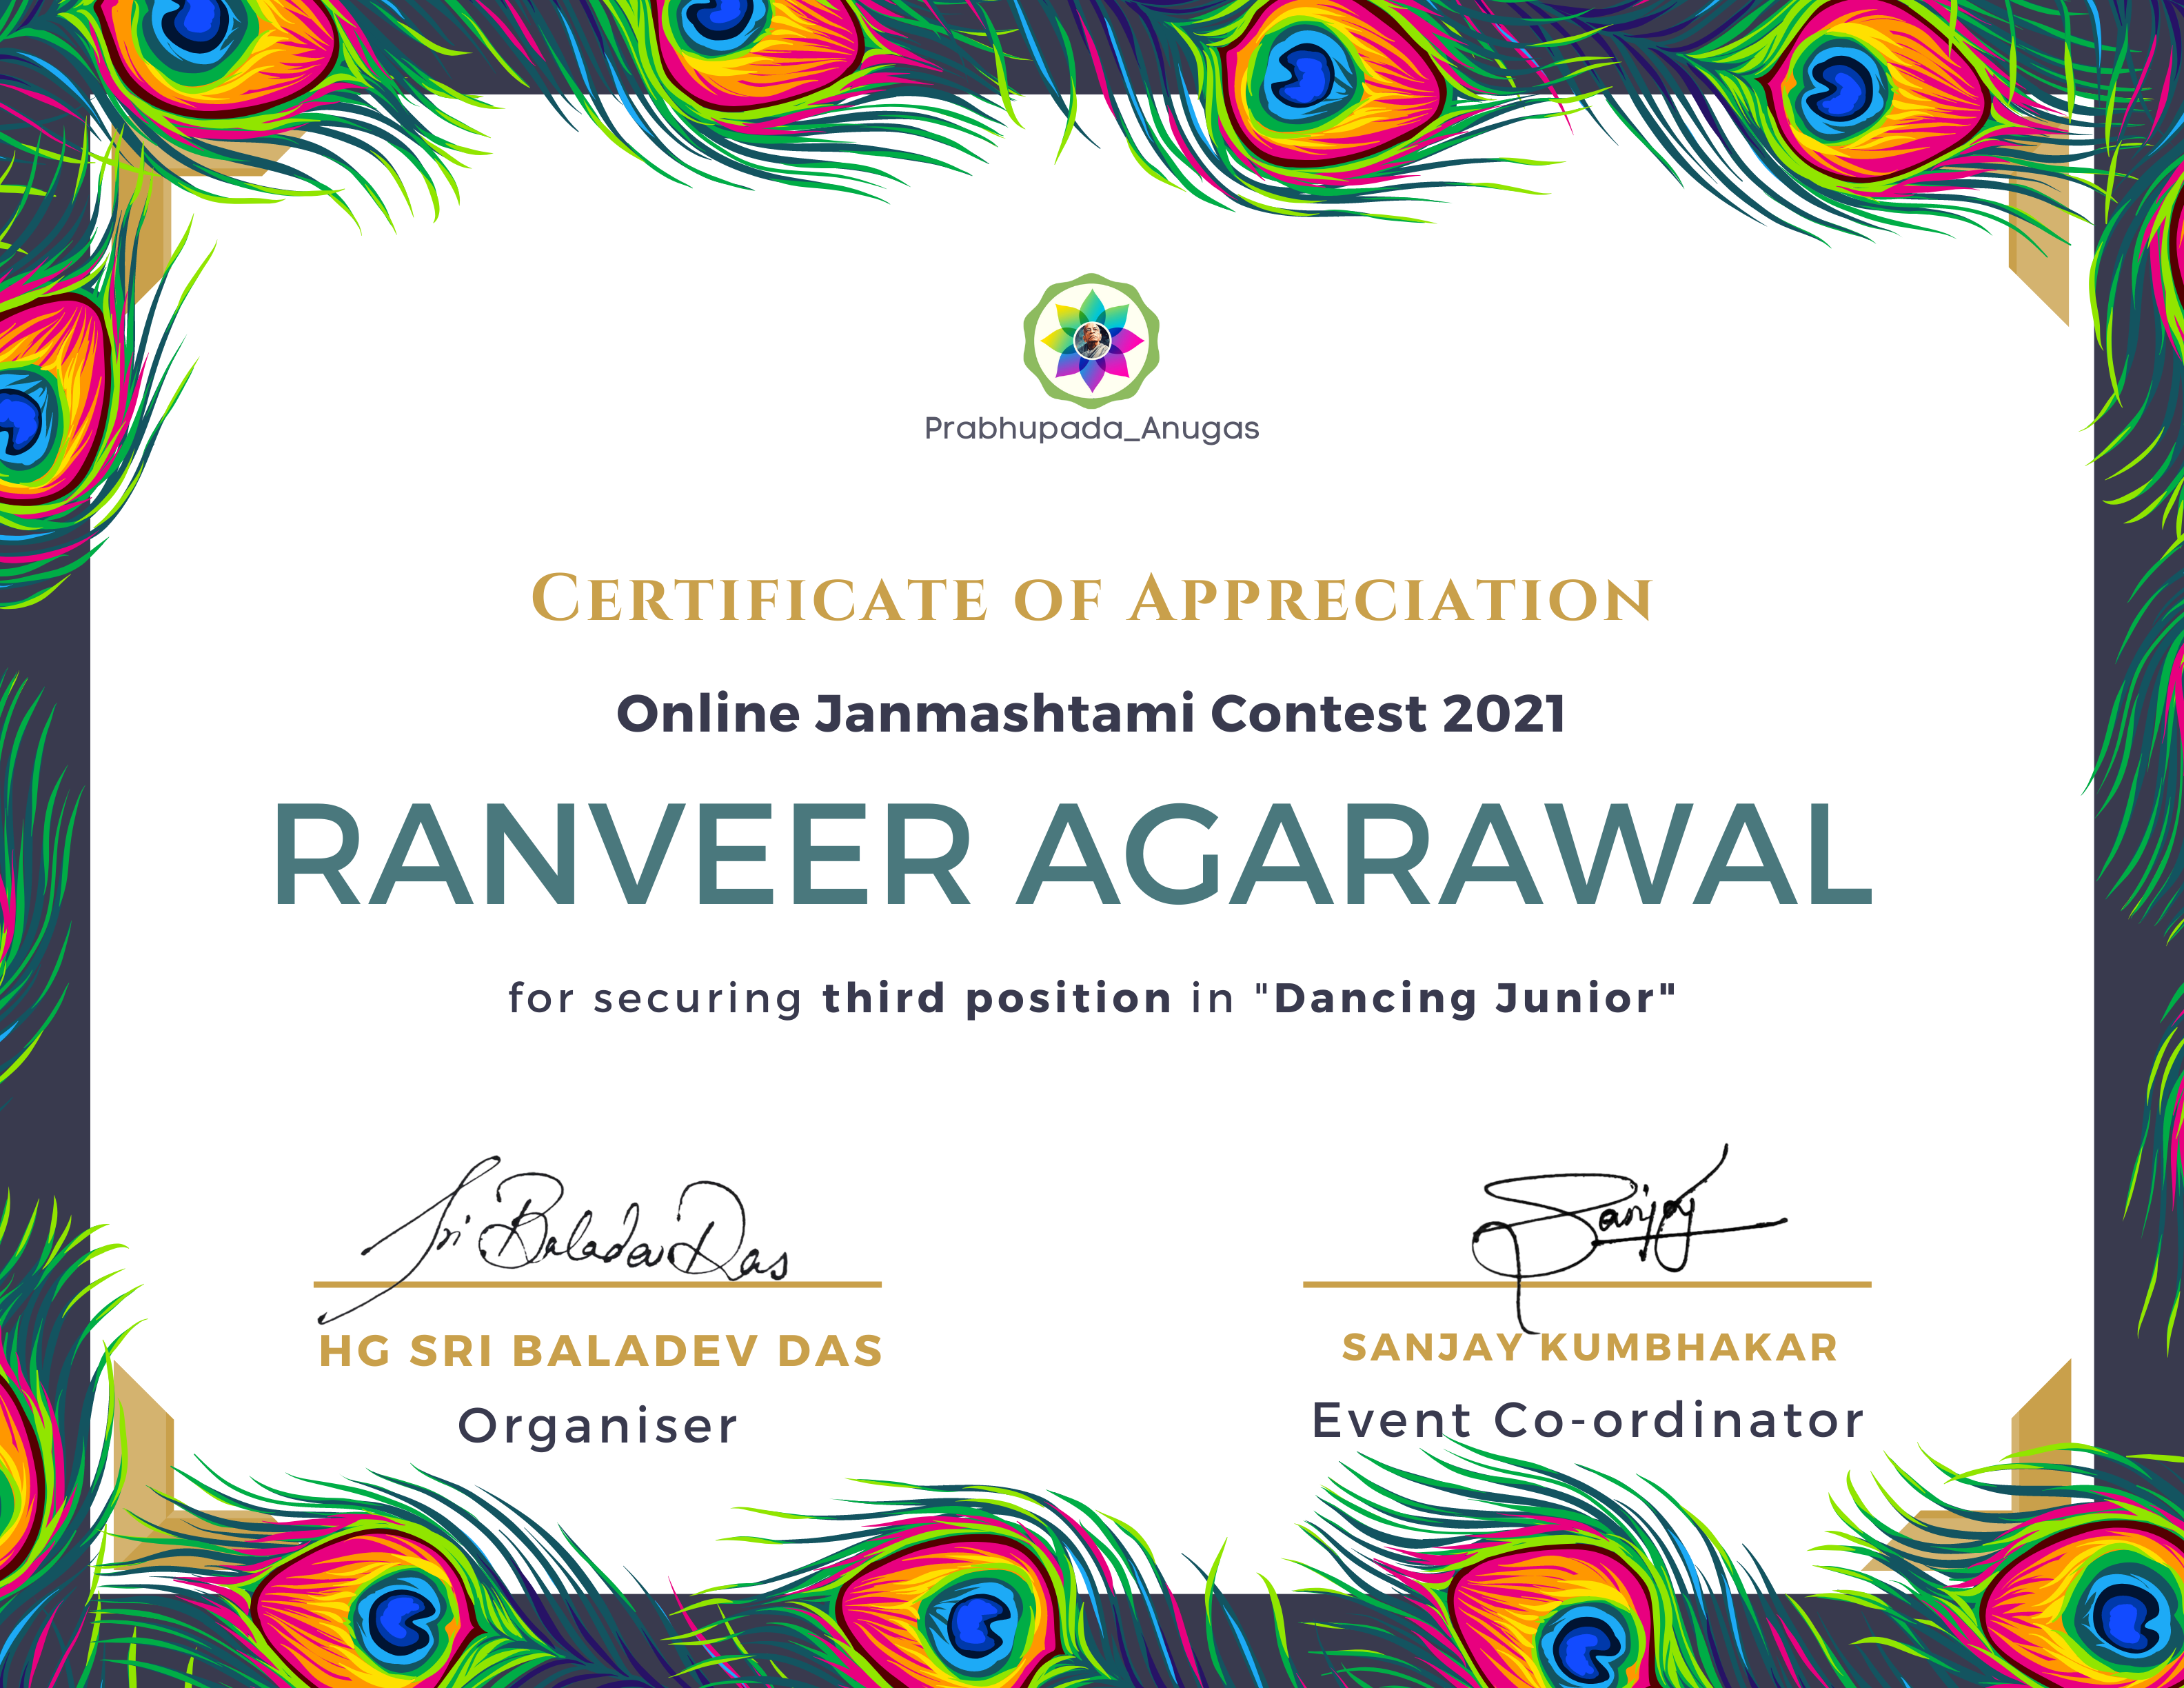 Prabhupada_Anugas
Certificate of Appreciation
Online Janmashtami Contest 2021
RANVEER AGARAWAL
for securing third position in "Dancing Junior"
Sri Baladev Das
Sanjay
HG SRI BALADEV DAS
SANJAY KUMBHAKAR
Organiser
Event Co-ordinator